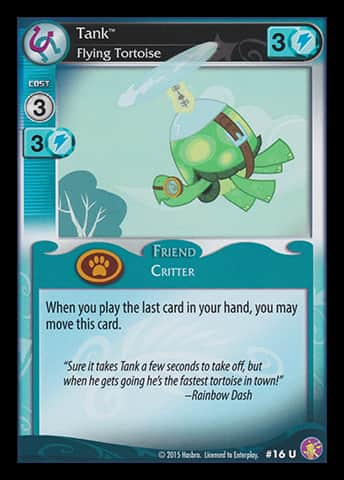 Tank™
Flying Tortoise
3
COST
3
3
FRIEND
CRITTER
When you play the last card in your hand, you may
move this card.
"Sure it takes Tank a few seconds to take off, but
when he gets going he's the fastest tortoise in town!"
–Rainbow Dash
© 2015 Hasbro. Licensed to Enterplay. #16 U